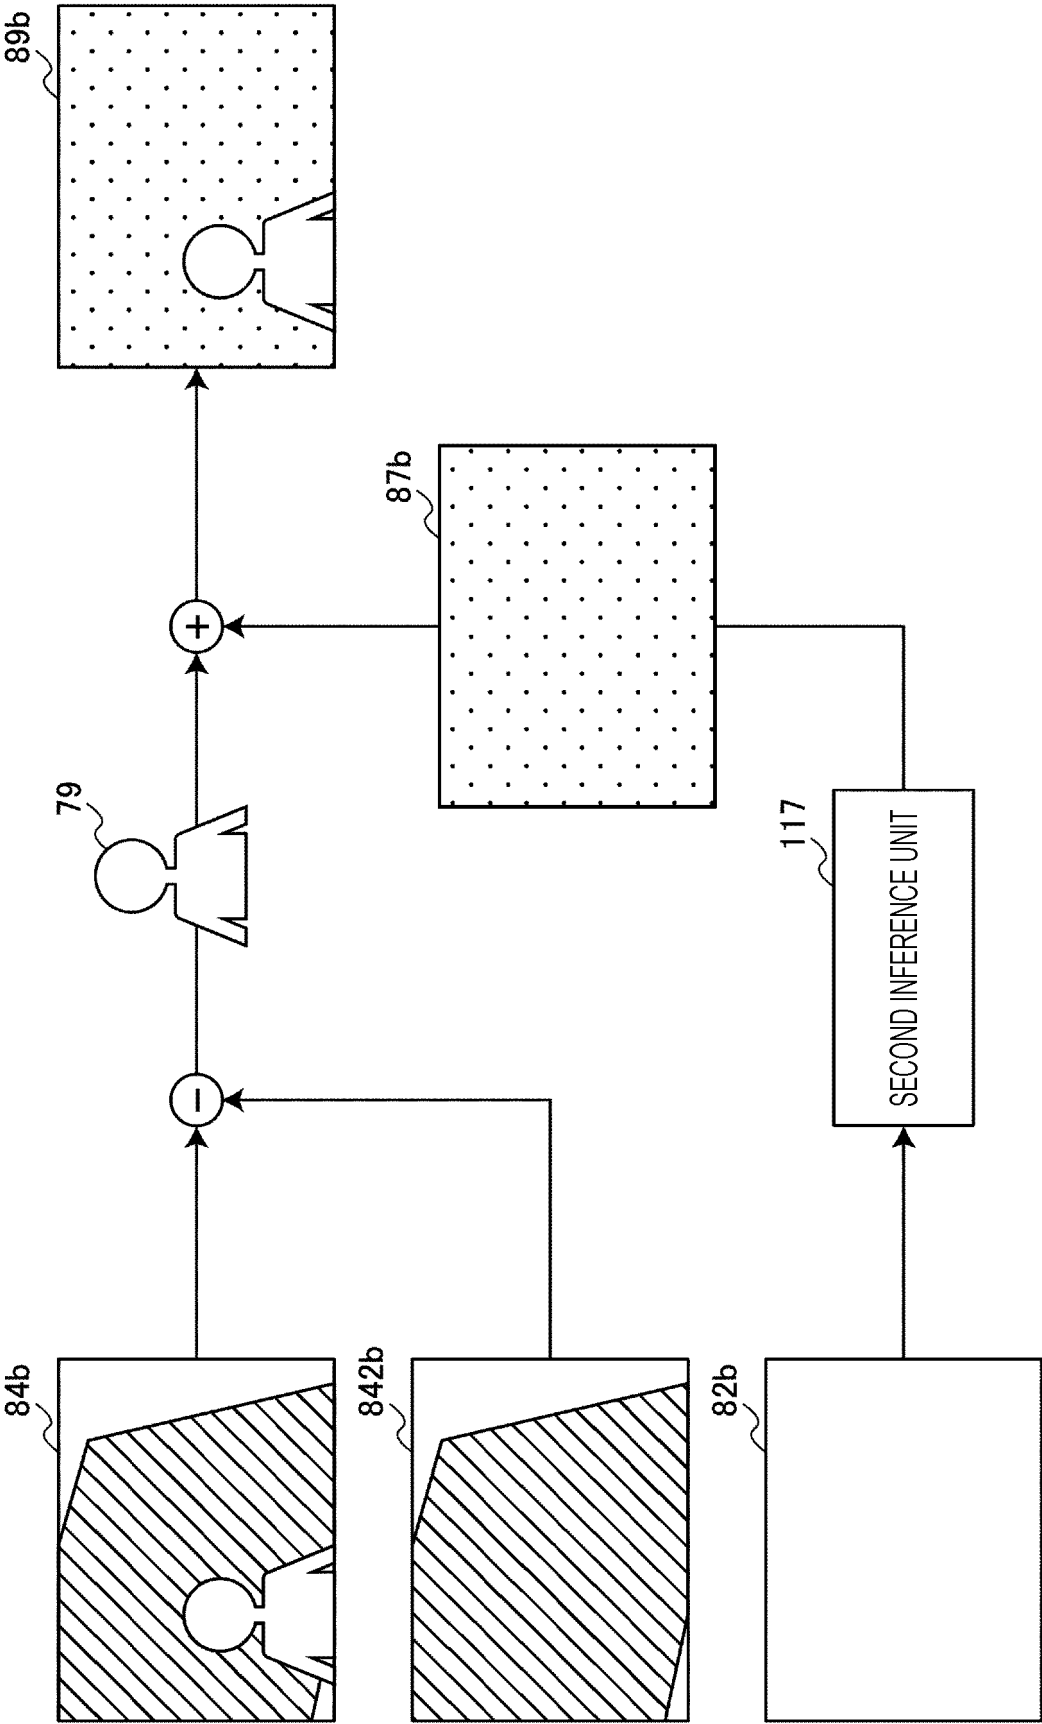 84b
79
89b
−
+
842b
87b
82b
117
SECOND INFERENCE UNIT